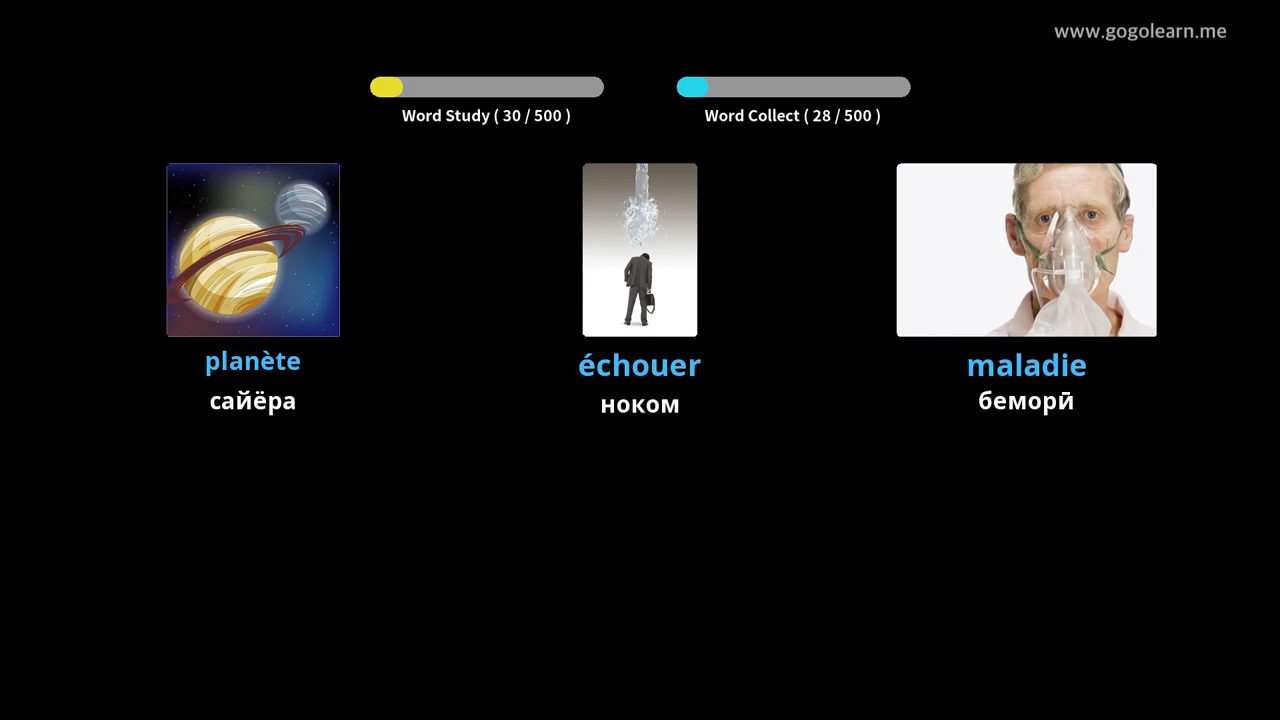 www.gogolearn.me
Word Study ( 30 / 500 )
Word Collect ( 28 / 500 )
planète
échouer
maladie
сайёра
ноком
беморӣ